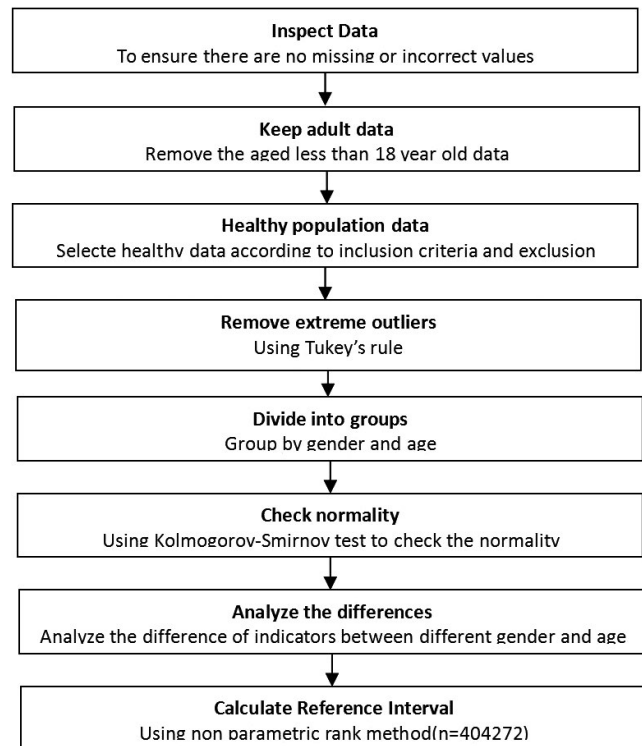 Inspect Data
To ensure there are no missing or incorrect values
Keep adult data
Remove the aged less than 18 year old data
Healthy population data
Selecte healthy data according to inclusion criteria and exclusion
Remove extreme outliers
Using Tukey's rule
Divide into groups
Group by gender and age
Check normality
Using Kolmogorov-Smirnov test to check the normality
Analyze the differences
Analyze the difference of indicators between different gender and age
Calculate Reference Interval
Using non parametric rank method(n=404272)